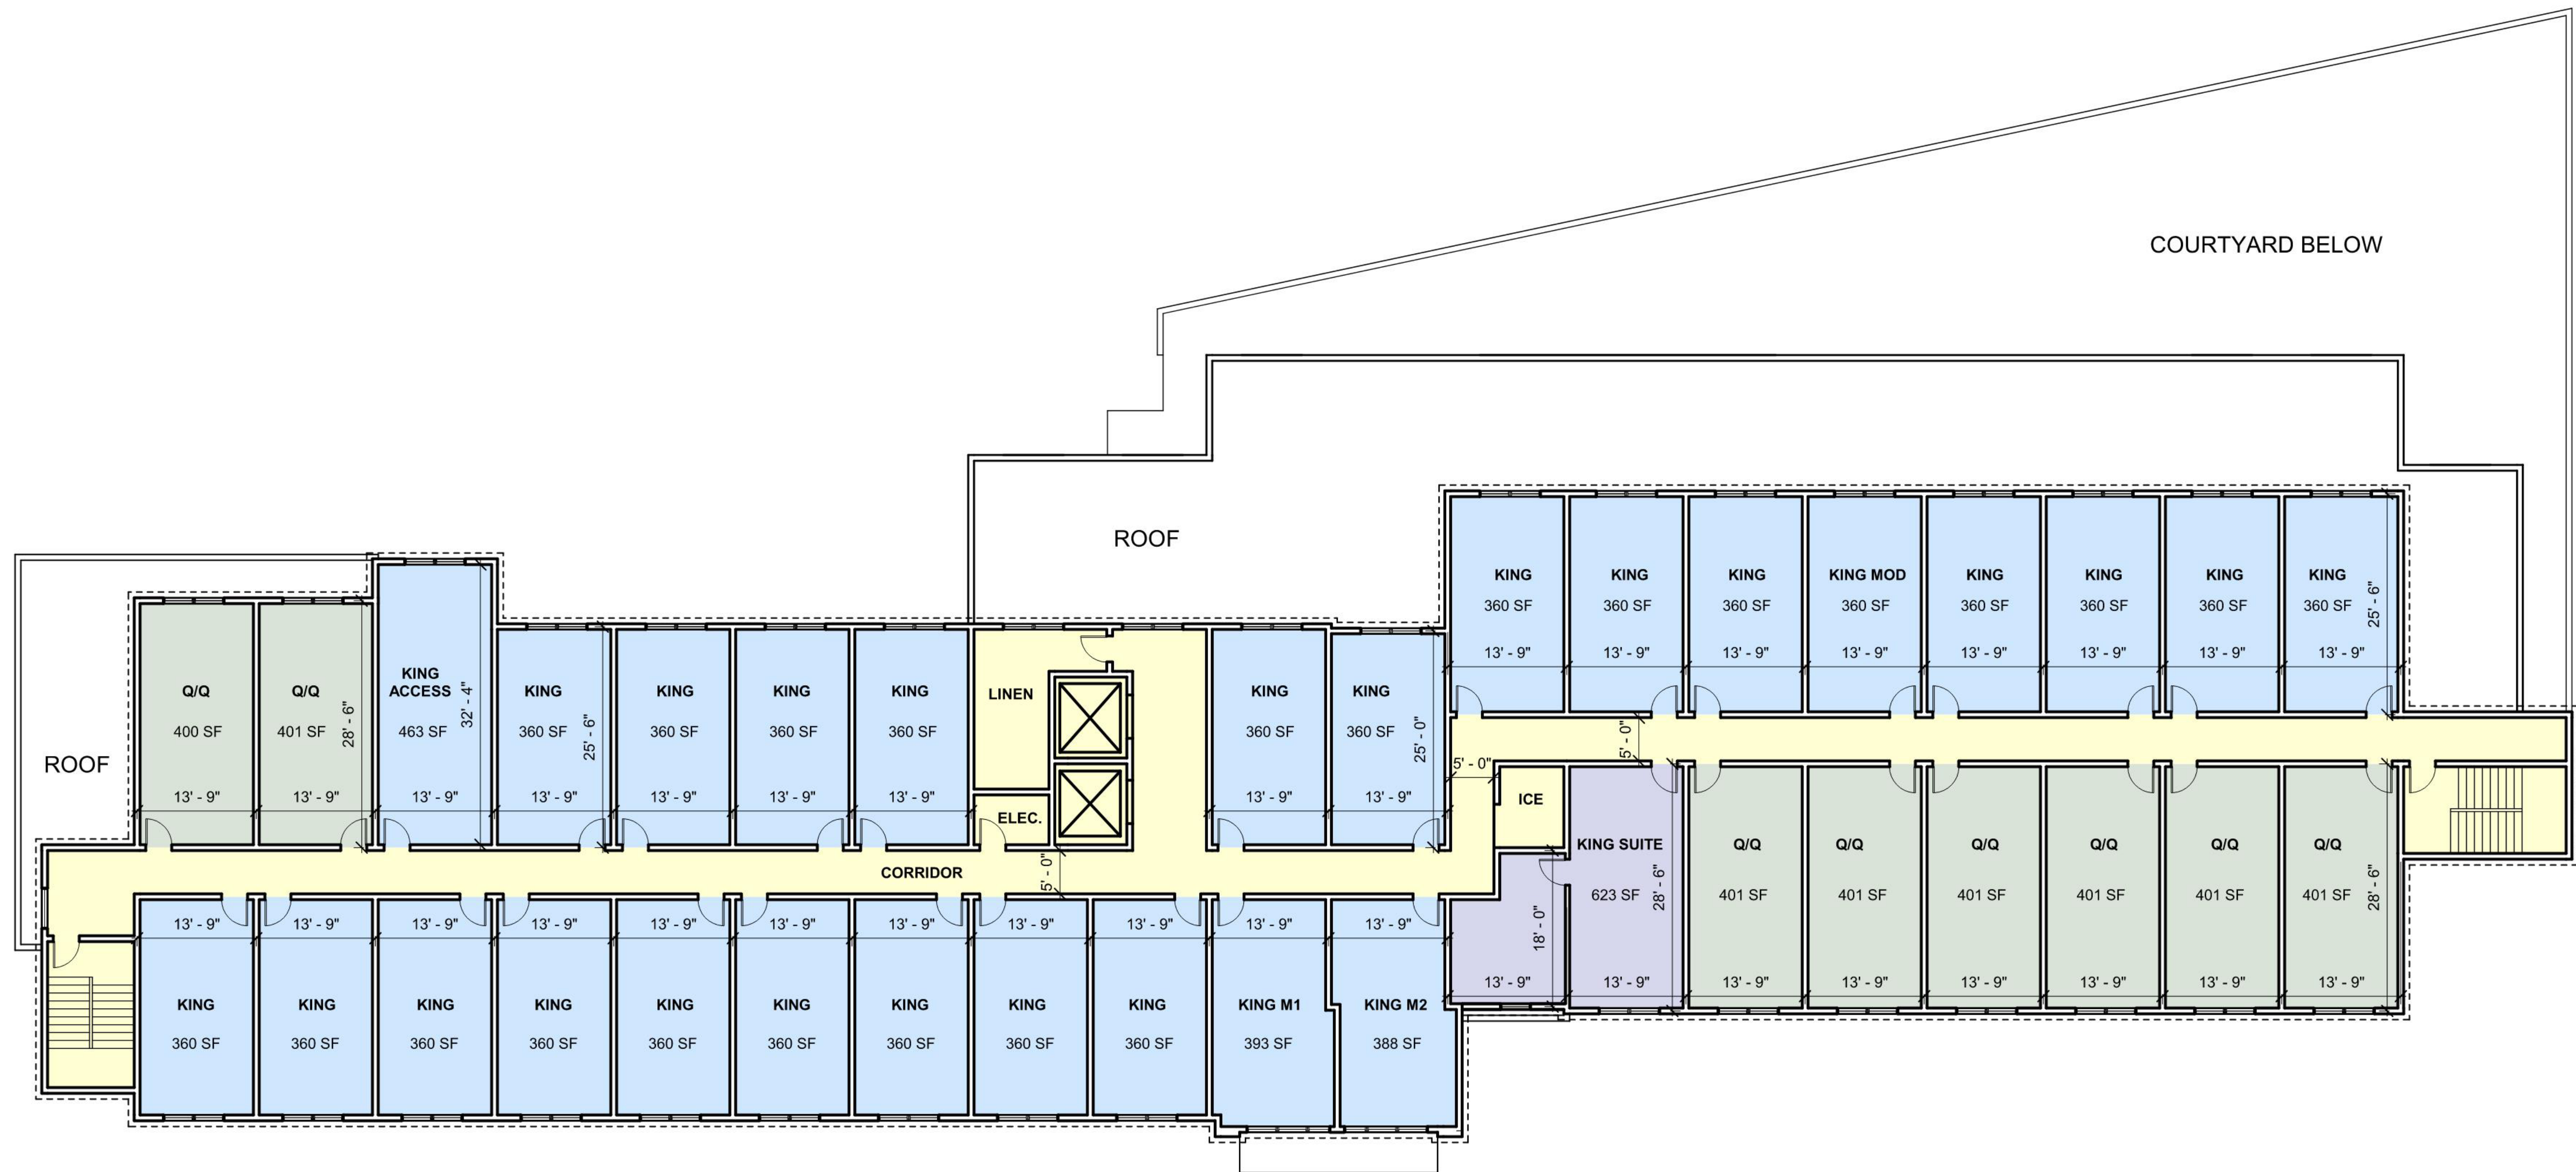 COURTYARD BELOW
ROOF
KING
360 SF
13' - 9"
KING
360 SF
13' - 9"
KING
360 SF
13' - 9"
KING MOD
360 SF
13' - 9"
KING
360 SF
13' - 9"
KING
360 SF
13' - 9"
KING
360 SF
13' - 9"
KING
360 SF
13' - 9"
25' - 6"
ROOF
Q/Q
400 SF
13' - 9"
Q/Q
401 SF
13' - 9"
28' - 6"
KING
ACCESS
463 SF
13' - 9"
32' - 4"
KING
360 SF
13' - 9"
25' - 6"
KING
360 SF
13' - 9"
KING
360 SF
13' - 9"
KING
360 SF
13' - 9"
LINEN
ELEC.
KING
360 SF
13' - 9"
KING
360 SF
13' - 9"
25' - 0"
5' - 0"
5' - 0"
ICE
CORRIDOR
5' - 0"
KING SUITE
623 SF
28' - 6"
13' - 9"
18' - 0"
13' - 9"
Q/Q
401 SF
13' - 9"
Q/Q
401 SF
13' - 9"
Q/Q
401 SF
13' - 9"
Q/Q
401 SF
13' - 9"
Q/Q
401 SF
13' - 9"
Q/Q
401 SF
13' - 9"
28' - 6"
13' - 9"
KING
360 SF
13' - 9"
KING
360 SF
13' - 9"
KING
360 SF
13' - 9"
KING
360 SF
13' - 9"
KING
360 SF
13' - 9"
KING
360 SF
13' - 9"
KING
360 SF
13' - 9"
KING
360 SF
13' - 9"
KING
360 SF
13' - 9"
KING M1
393 SF
13' - 9"
KING M2
388 SF